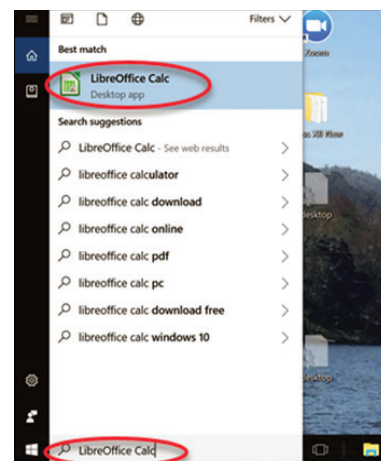 Filters
Best match
Zoom
LibreOffice Calc
Desktop app
Search suggestions
LibreOffice Calc - See web results
libreoffice calculator
libreoffice calc download
desktop
libreoffice calc online
libreoffice calc pdf
libreoffice calc pc
libreoffice calc download free
libreoffice calc windows 10
desktop
LibreOffice Calc